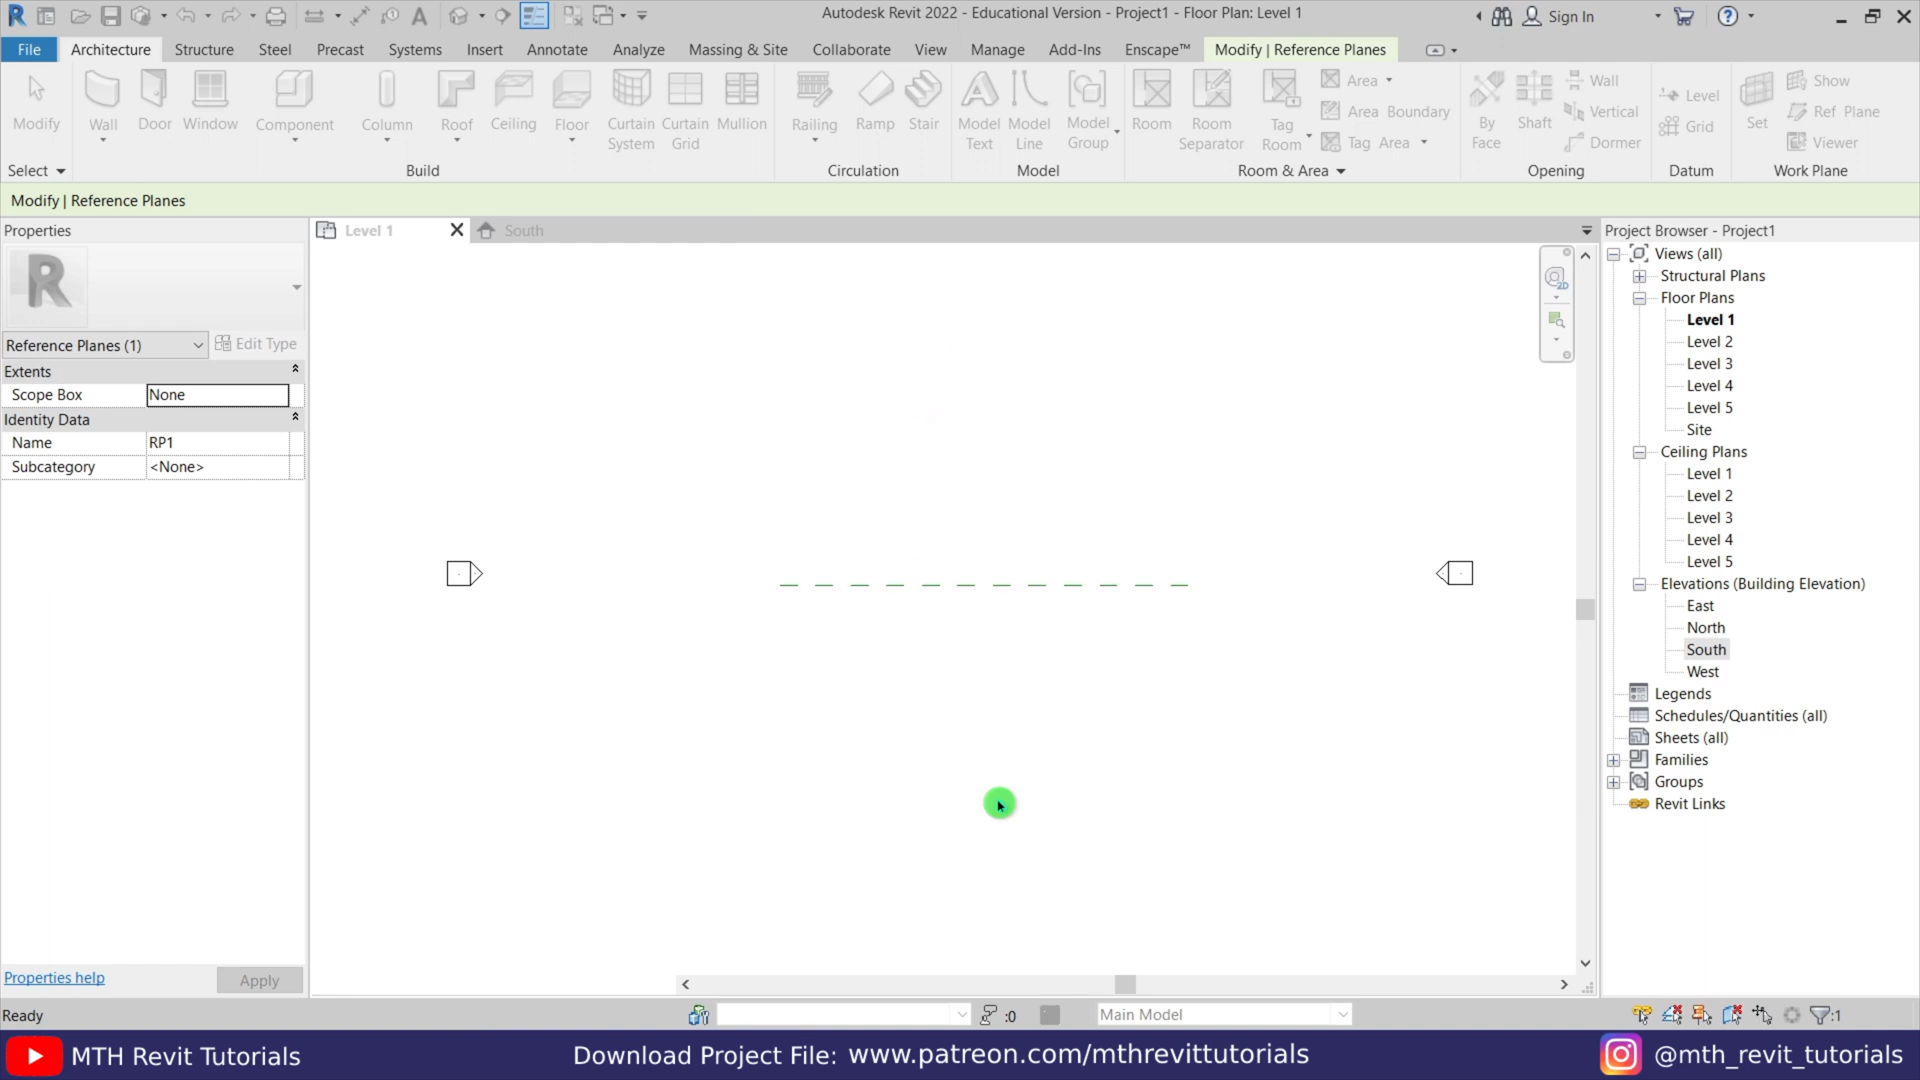 Autodesk Revit 2022 - Educational Version - Project1 - Floor Plan: Level 1
Sign In
File Architecture Structure Steel Precast Systems Insert Annotate Analyze Massing & Site Collaborate View Manage Add-Ins Enscape™ Modify | Reference Planes
Modify Wall Door Window Component Column Roof Ceiling Floor Curtain System Curtain Grid Mullion Railing Ramp Stair Model Text Model Line Model Group Room Room Separator Tag Room Area Area Boundary Tag Area By Face Shaft Wall Vertical Dormer Level Grid Set Show Ref Plane Viewer
Select Build Circulation Model Room & Area Opening Datum Work Plane
Modify | Reference Planes
Properties
R
Reference Planes (1) Edit Type
Extents
Scope Box None
Identity Data
Name RP1
Subcategory <None>
Properties help Apply
Level 1 South
2D
Project Browser - Project1
Views (all)
Structural Plans
Floor Plans
Level 1
Level 2
Level 3
Level 4
Level 5
Site
Ceiling Plans
Level 1
Level 2
Level 3
Level 4
Level 5
Elevations (Building Elevation)
East
North
South
West
Legends
Schedules/Quantities (all)
Sheets (all)
Families
Groups
Revit Links
Ready :0 Main Model :1
MTH Revit Tutorials Download Project File: www.patreon.com/mthrevittutorials @mth_revit_tutorials